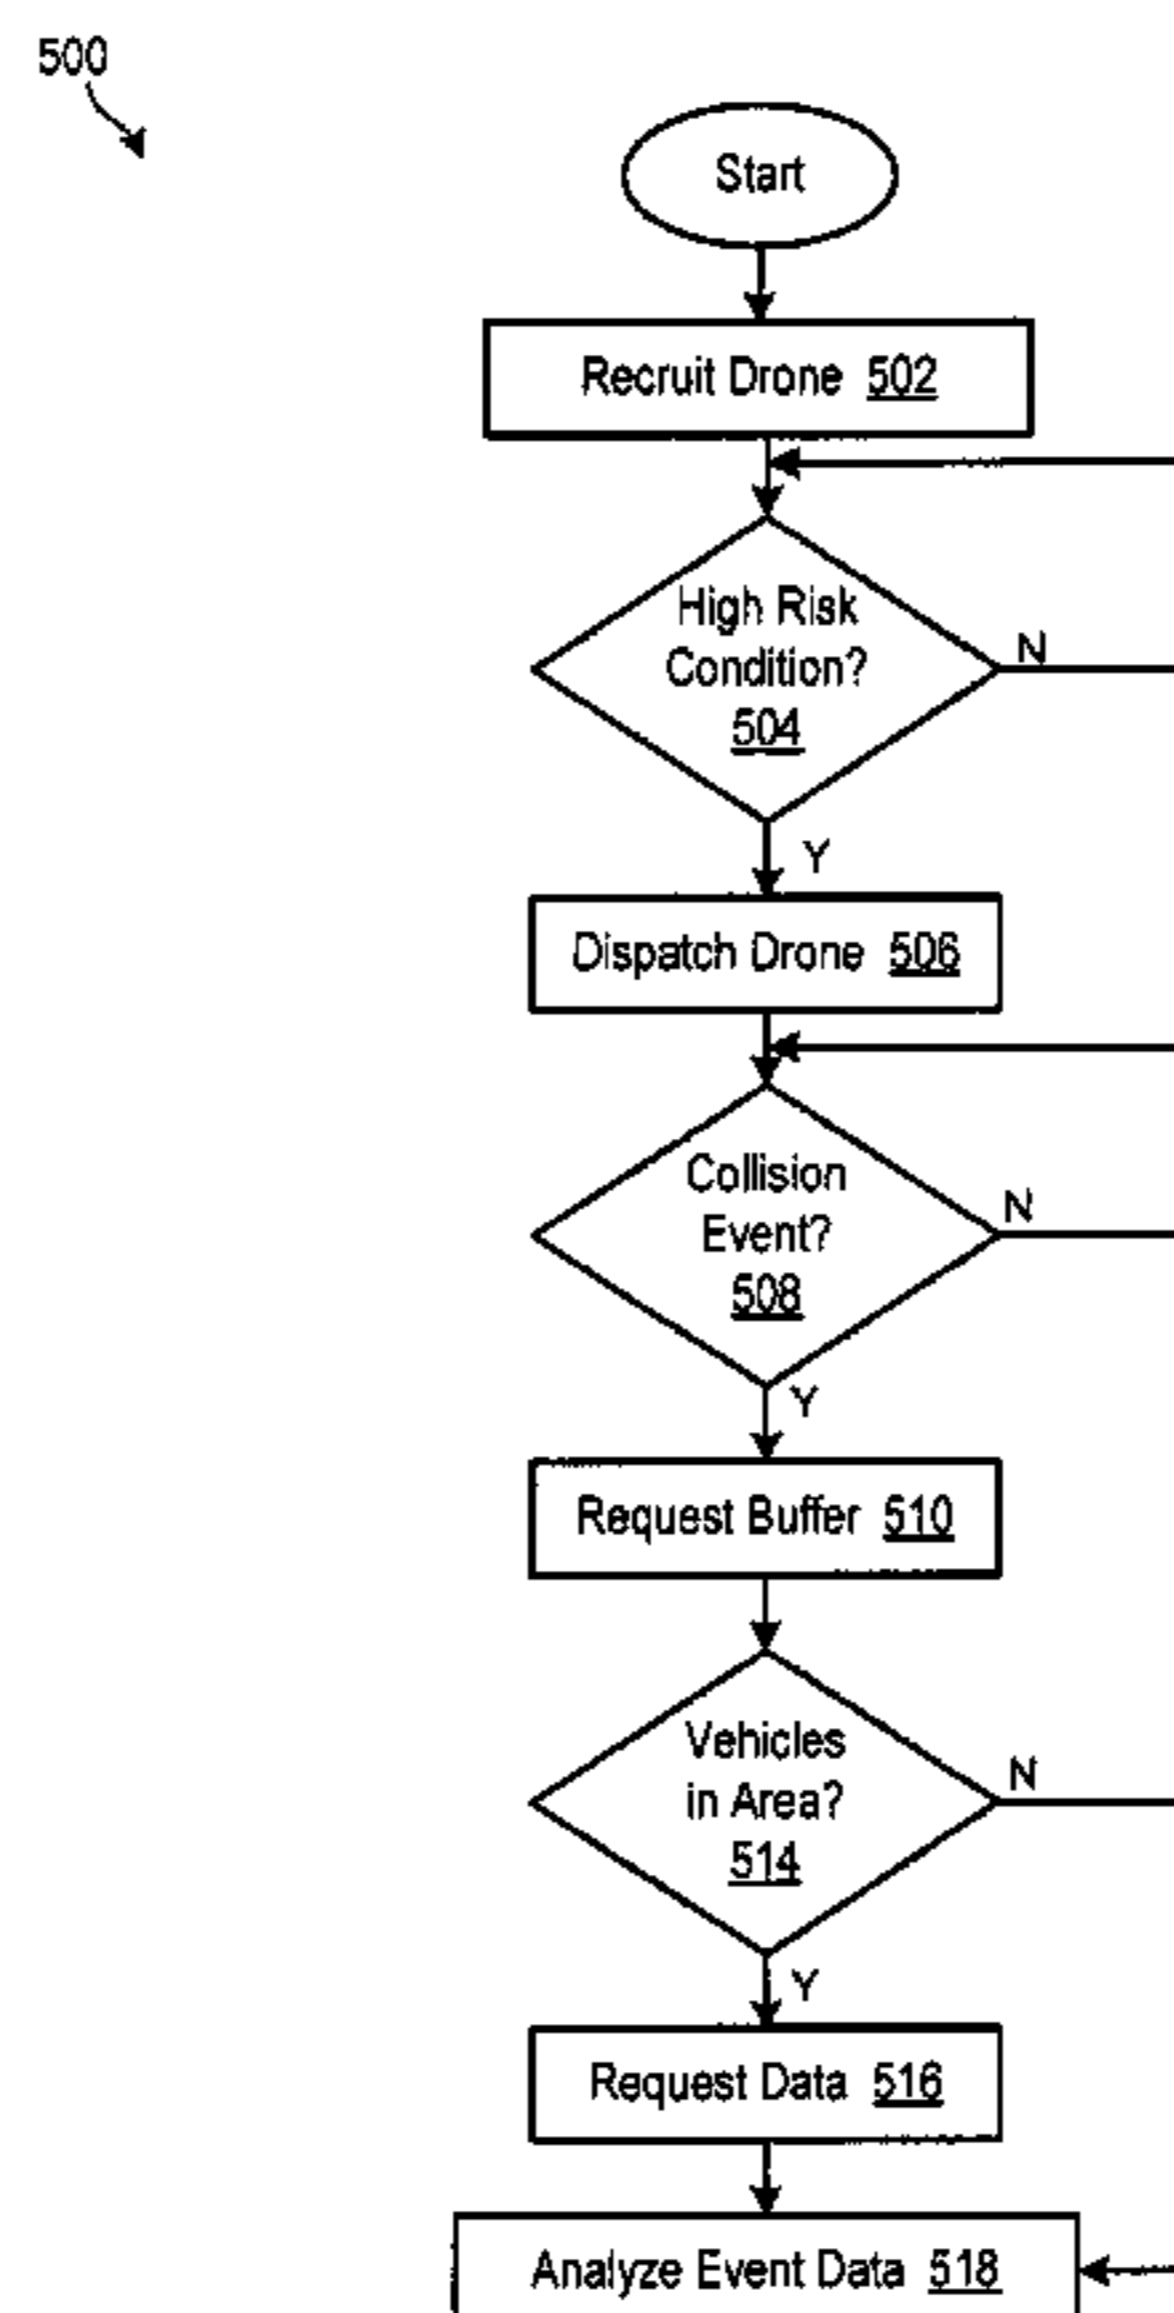 500
Start
Recruit Drone 502
High Risk
Condition?
504
N
Y
Dispatch Drone 506
Collision
Event?
508
N
Y
Request Buffer 510
Vehicles
in Area?
514
N
Y
Request Data 516
Analyze Event Data 518